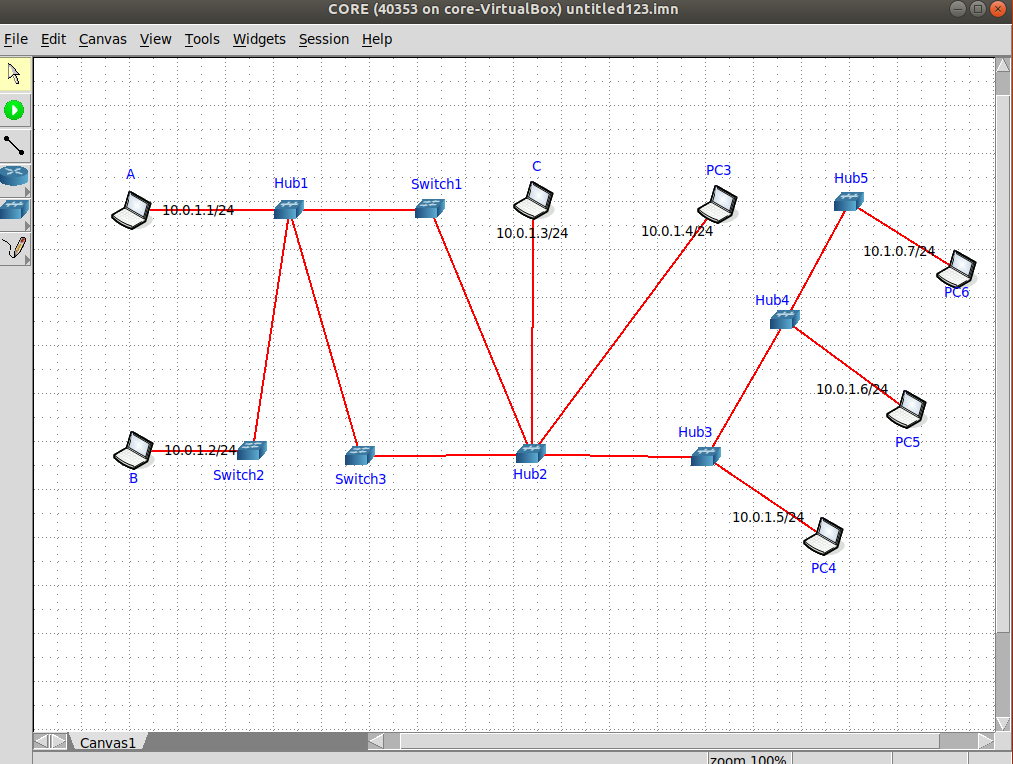 CORE (40353 on core-VirtualBox) untitled123.imn
File Edit Canvas View Tools Widgets Session Help
A
Hub1
Switch1
C
PC3
Hub5
10.0.1.1/24
10.0.1.3/24
10.0.1.4/24
10.1.0.7/24
PC6
Hub4
10.0.1.6/24
PC5
Hub3
10.0.1.2/24
B
Switch2
Switch3
Hub2
10.0.1.5/24
PC4
Canvas1
zoom 100%